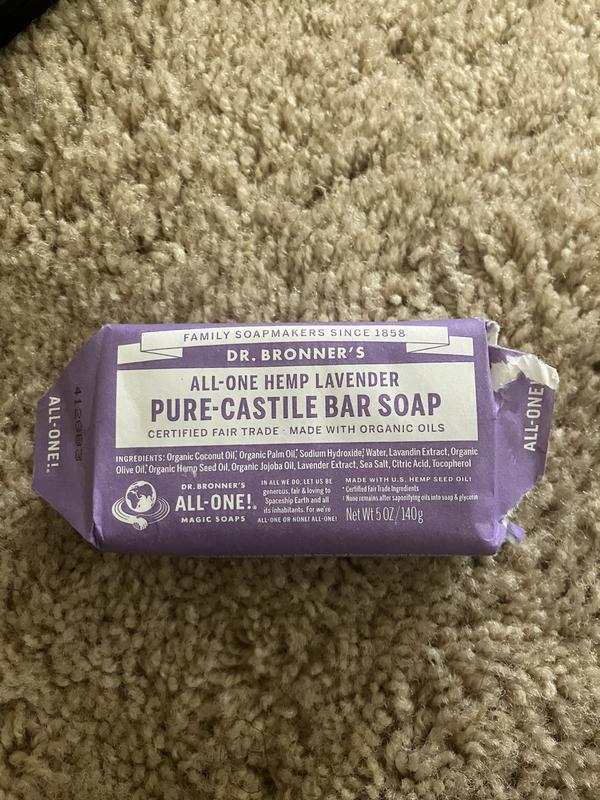 FAMILY SOAPMAKERS SINCE 1858
DR. BRONNER'S
ALL-ONE HEMP LAVENDER
PURE-CASTILE BAR SOAP
CERTIFIED FAIR TRADE · MADE WITH ORGANIC OILS
INGREDIENTS: Organic Coconut Oil,* Organic Palm Oil,* Sodium Hydroxide,† Water, Lavandin Extract, Organic
Olive Oil,* Organic Hemp Seed Oil, Organic Jojoba Oil, Lavender Extract, Sea Salt, Citric Acid, Tocopherol
DR. BRONNER'S
ALL-ONE!®
MAGIC SOAPS
IN ALL WE DO, LET US BE
generous, fair & loving to
Spaceship Earth and all
its inhabitants. For we're
ALL-ONE OR NONE! ALL-ONE!
MADE WITH U.S. HEMP SEED OIL!
* Certified Fair Trade Ingredients
† None remains after saponifying oils into soap & glycerin
Net Wt 5 OZ/140g
ALL-ONE!
ALL-ONE!